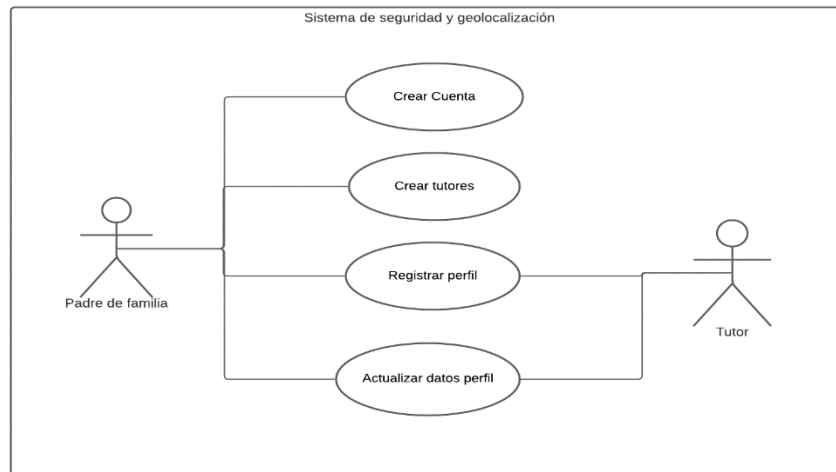 Sistema de seguridad y geolocalización
Crear Cuenta
Crear tutores
Registrar perfil
Padre de familia
Tutor
Actualizar datos perfil